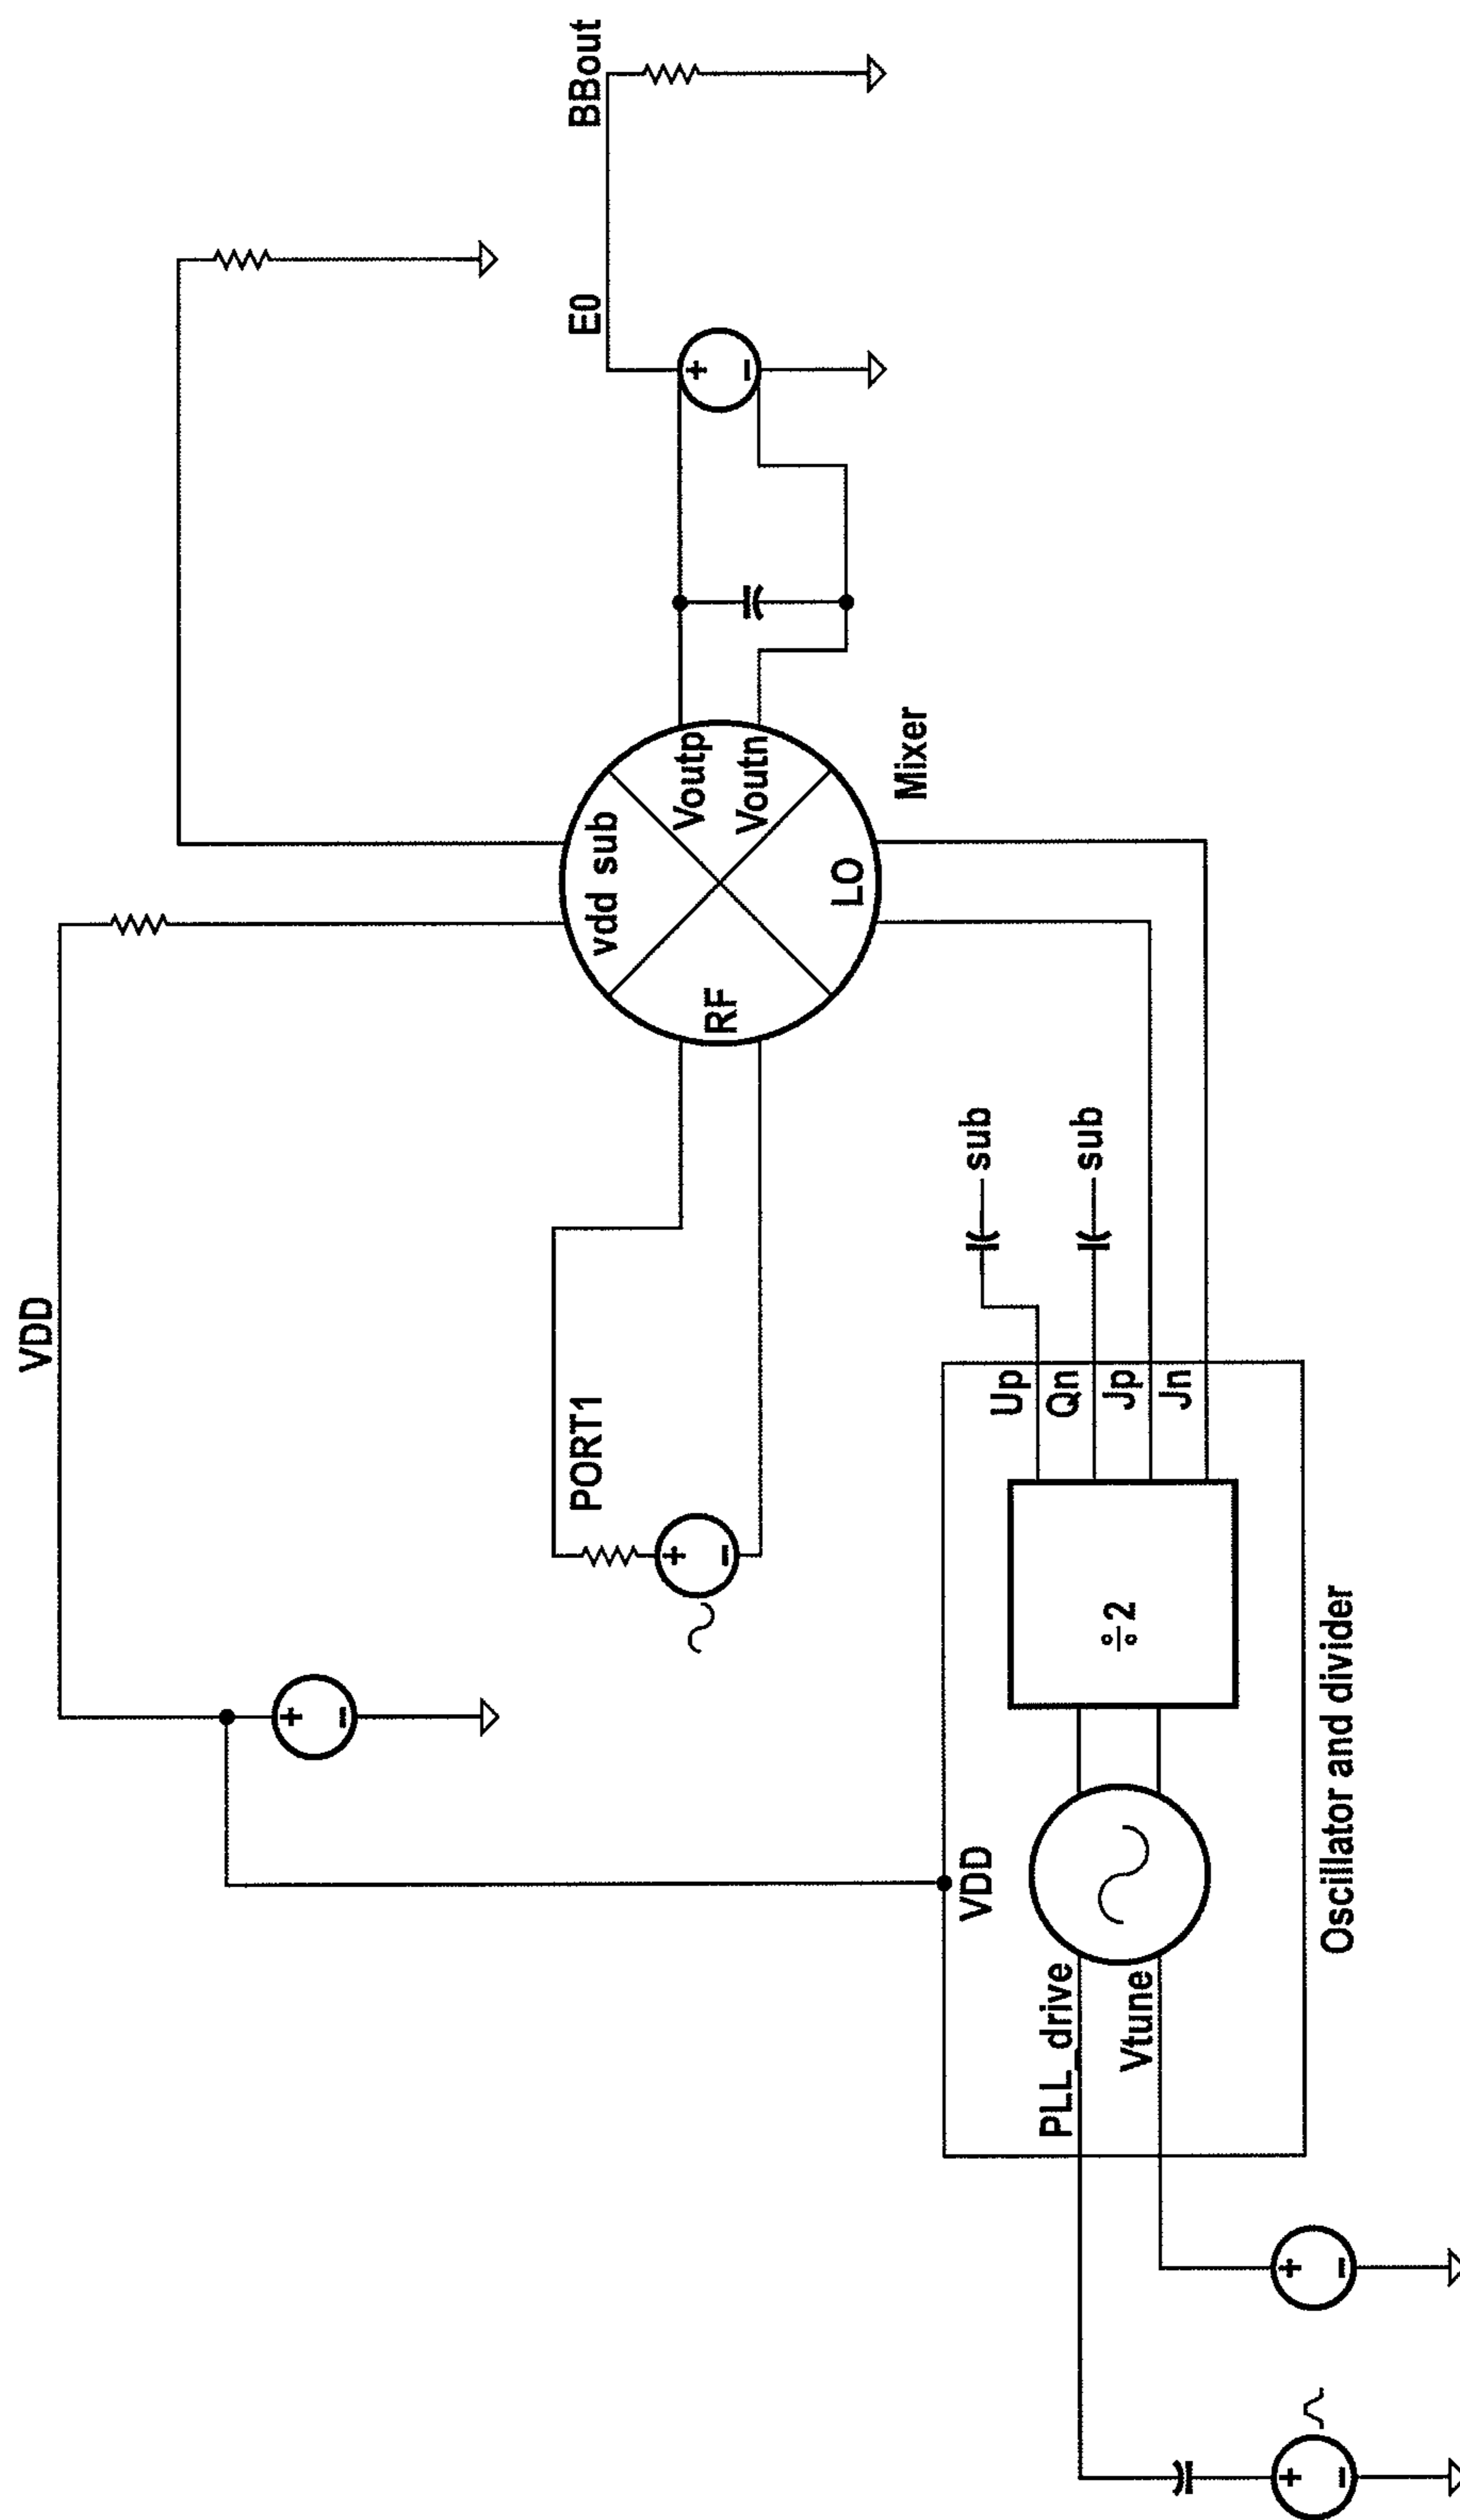 VDD
BBout
E0
PORT1
vdd sub
Voutp
Voutn
RF
LO
Mixer
sub
sub
Up
Qn
Jp
Jn
÷2
VDD
PLL_drive
Vtune
Oscillator and divider